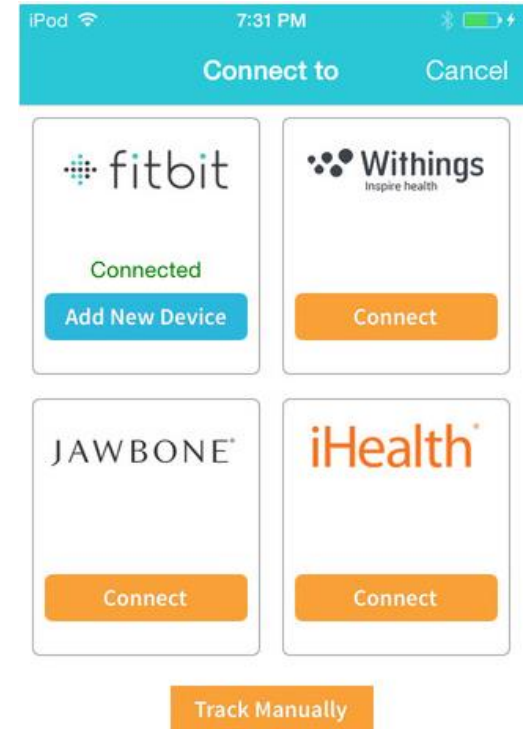 iPod 7:31 PM
Connect to Cancel
fitbit
Connected
Add New Device
Withings
Inspire health
Connect
JAWBONE®
Connect
iHealth®
Connect
Track Manually